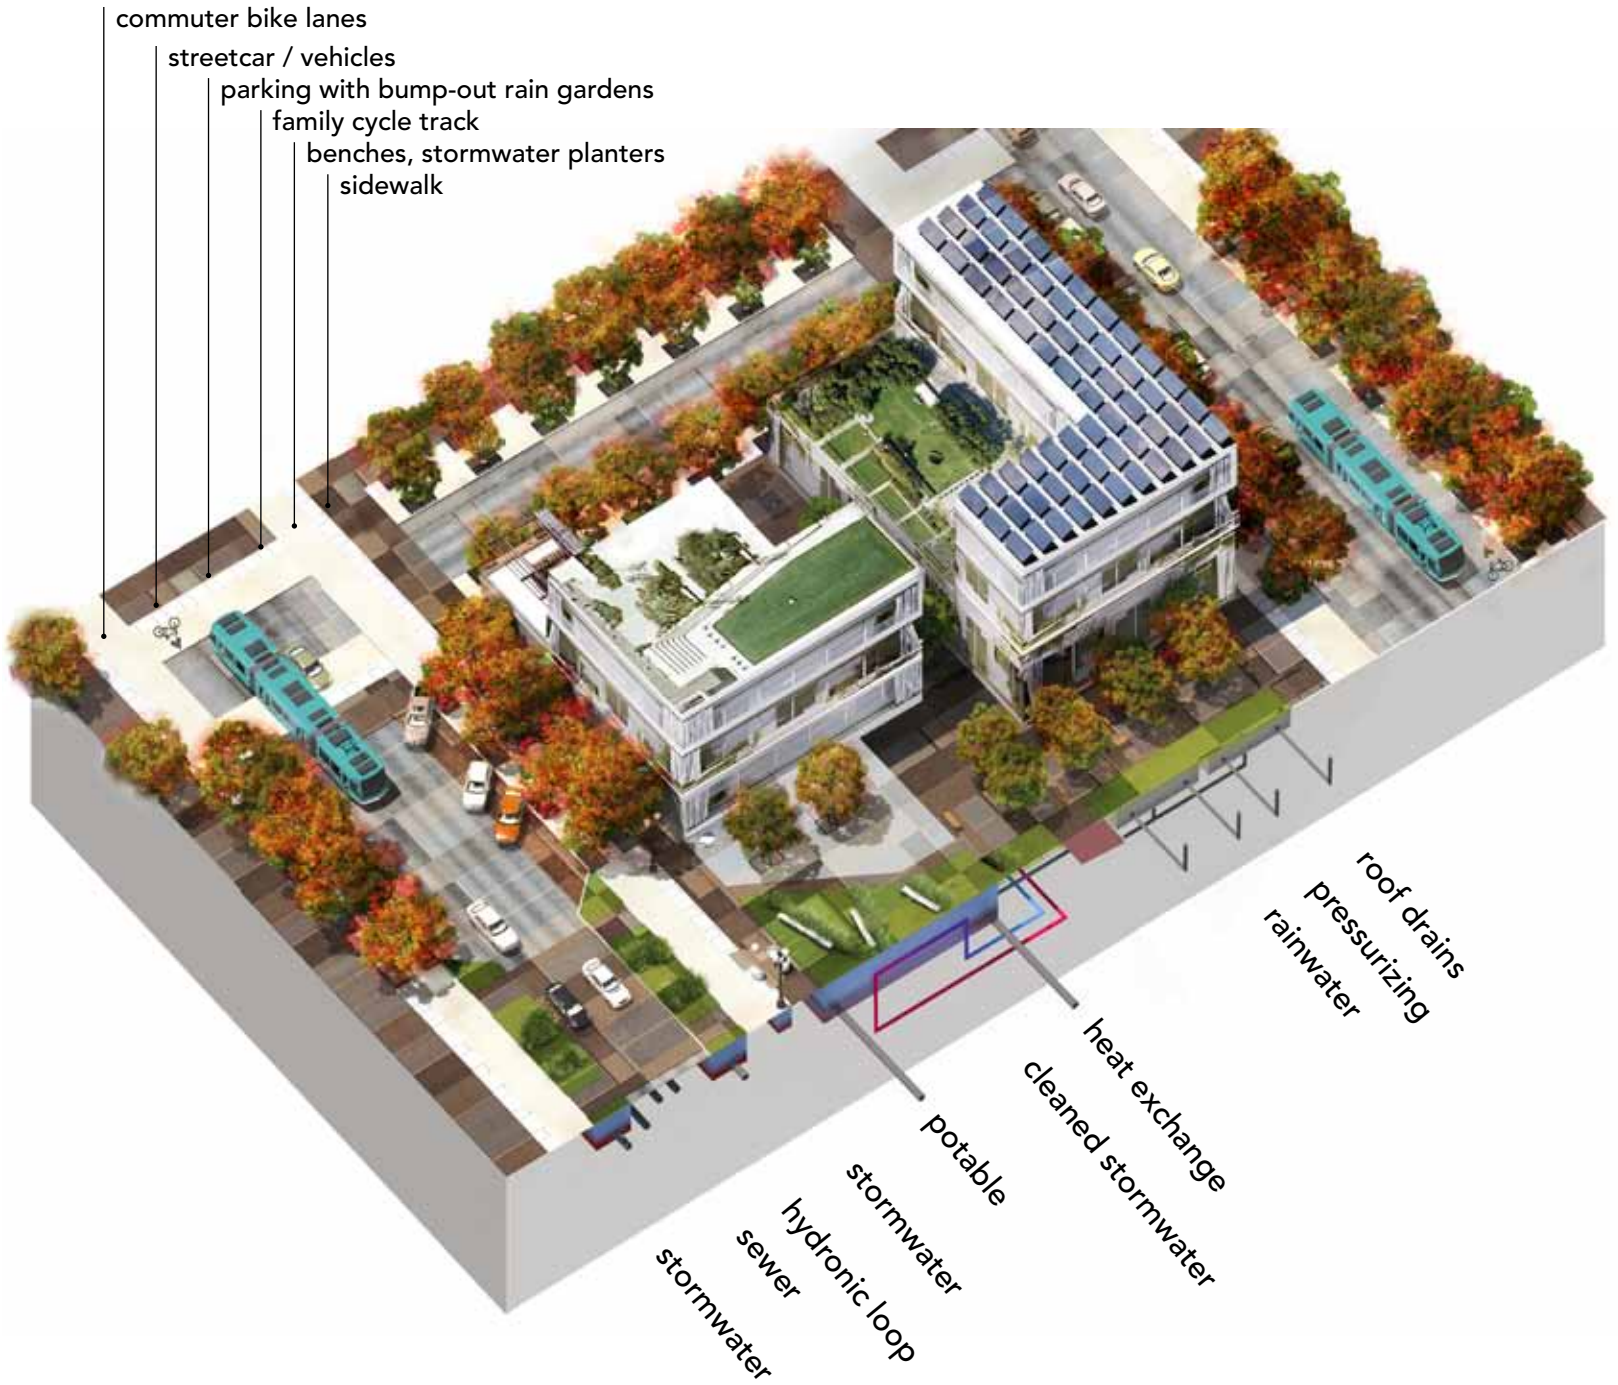 commuter bike lanes
streetcar / vehicles
parking with bump-out rain gardens
family cycle track
benches, stormwater planters
sidewalk
roof drains
pressurizing
rainwater
heat exchange
cleaned stormwater
potable
stormwater
hydronic loop
sewer
stormwater